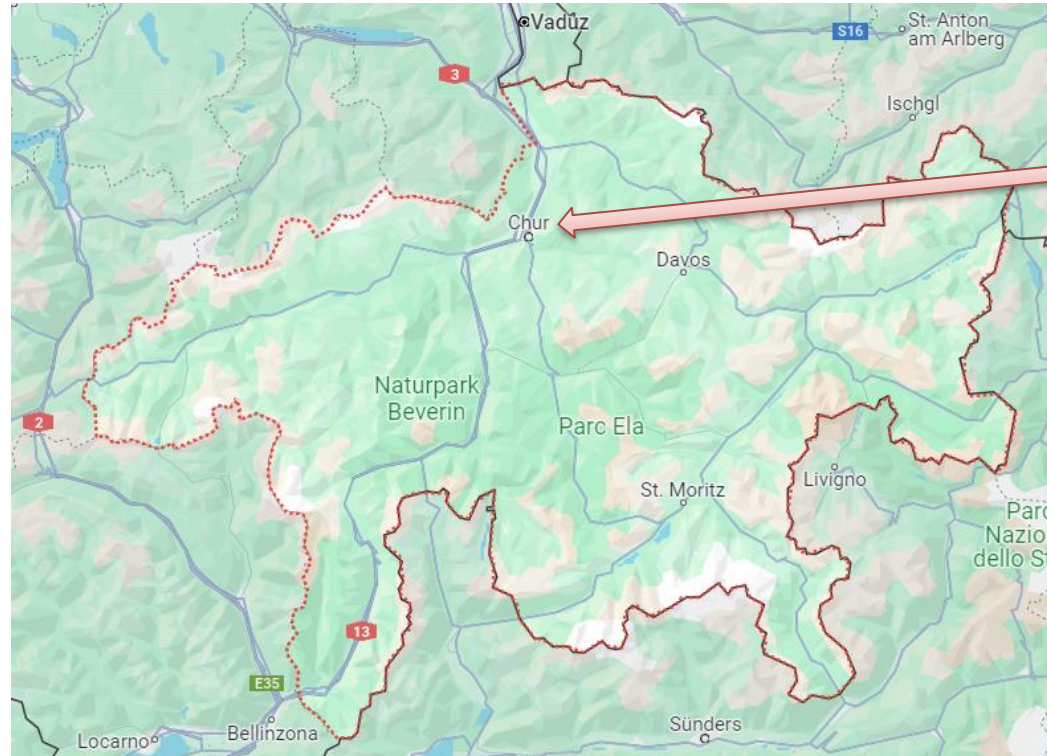 Vaduz
S16
St. Anton
am Arlberg
3
Ischgl
Chur
Davos
Naturpark
Beverin
2
Parc Ela
Livigno
St. Moritz
Parc
Nazio
dello St
13
E35
Bellinzona
Locarno
Sünders